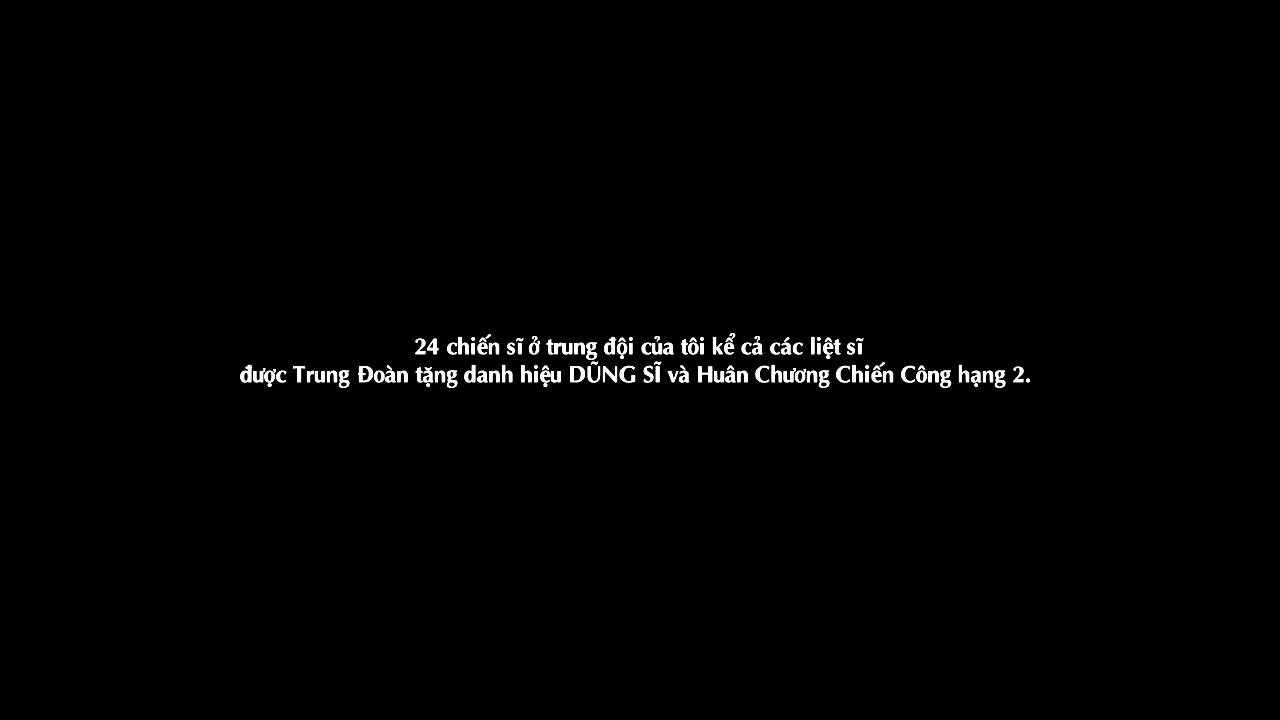 24 chiến sĩ ở trung đội của tôi kể cả các liệt sĩ
được Trung Đoàn tặng danh hiệu DŨNG SĨ và Huân Chương Chiến Công hạng 2.